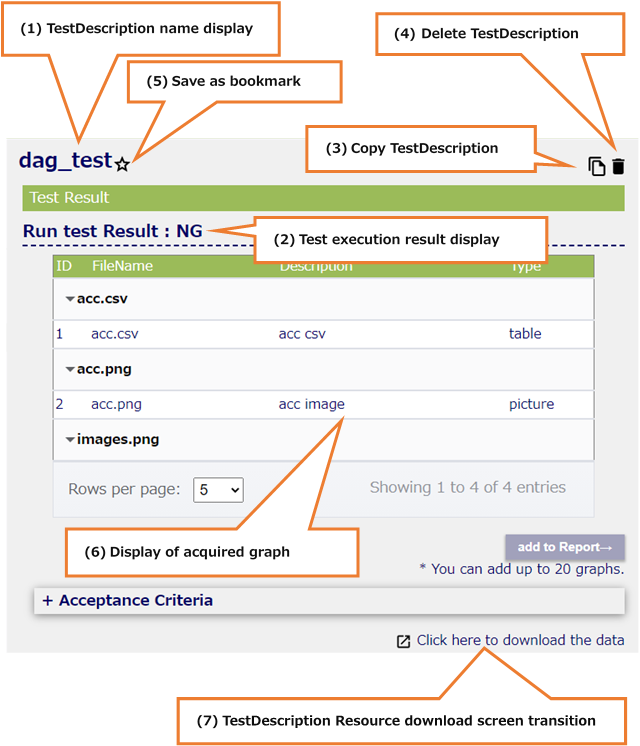 (1) TestDescription name display
(4) Delete TestDescription
(5) Save as bookmark
(3) Copy TestDescription
dag_test
Test Result
Run test Result : NG
(2) Test execution result display
ID FileName Description Type
acc.csv
1 acc.csv acc csv table
acc.png
2 acc.png acc image picture
images.png
Rows per page: 5 Showing 1 to 4 of 4 entries
(6) Display of acquired graph
add to Report→
* You can add up to 20 graphs.
+ Acceptance Criteria
Click here to download the data
(7) TestDescription Resource download screen transition